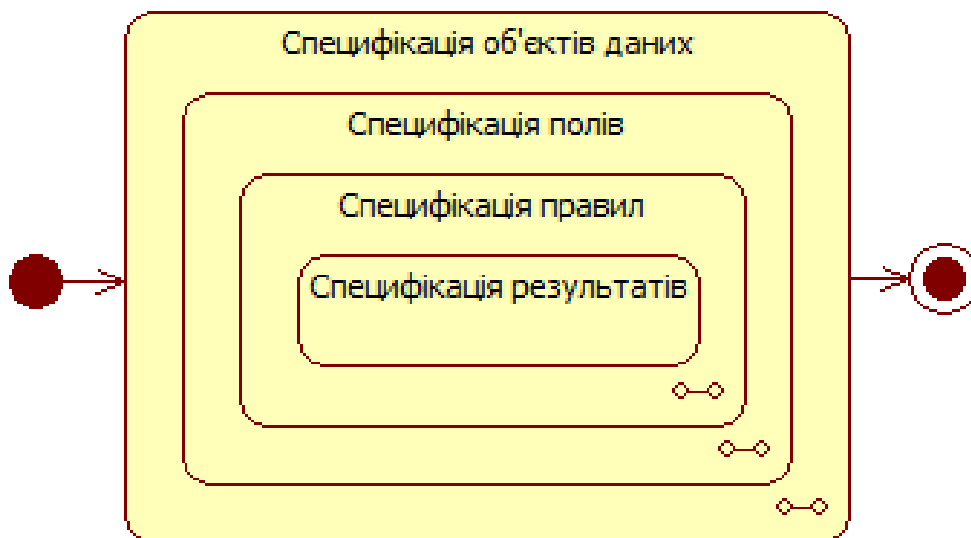 Специфікація об'єктів даних
Специфікація полів
Специфікація правил
Специфікація результатів